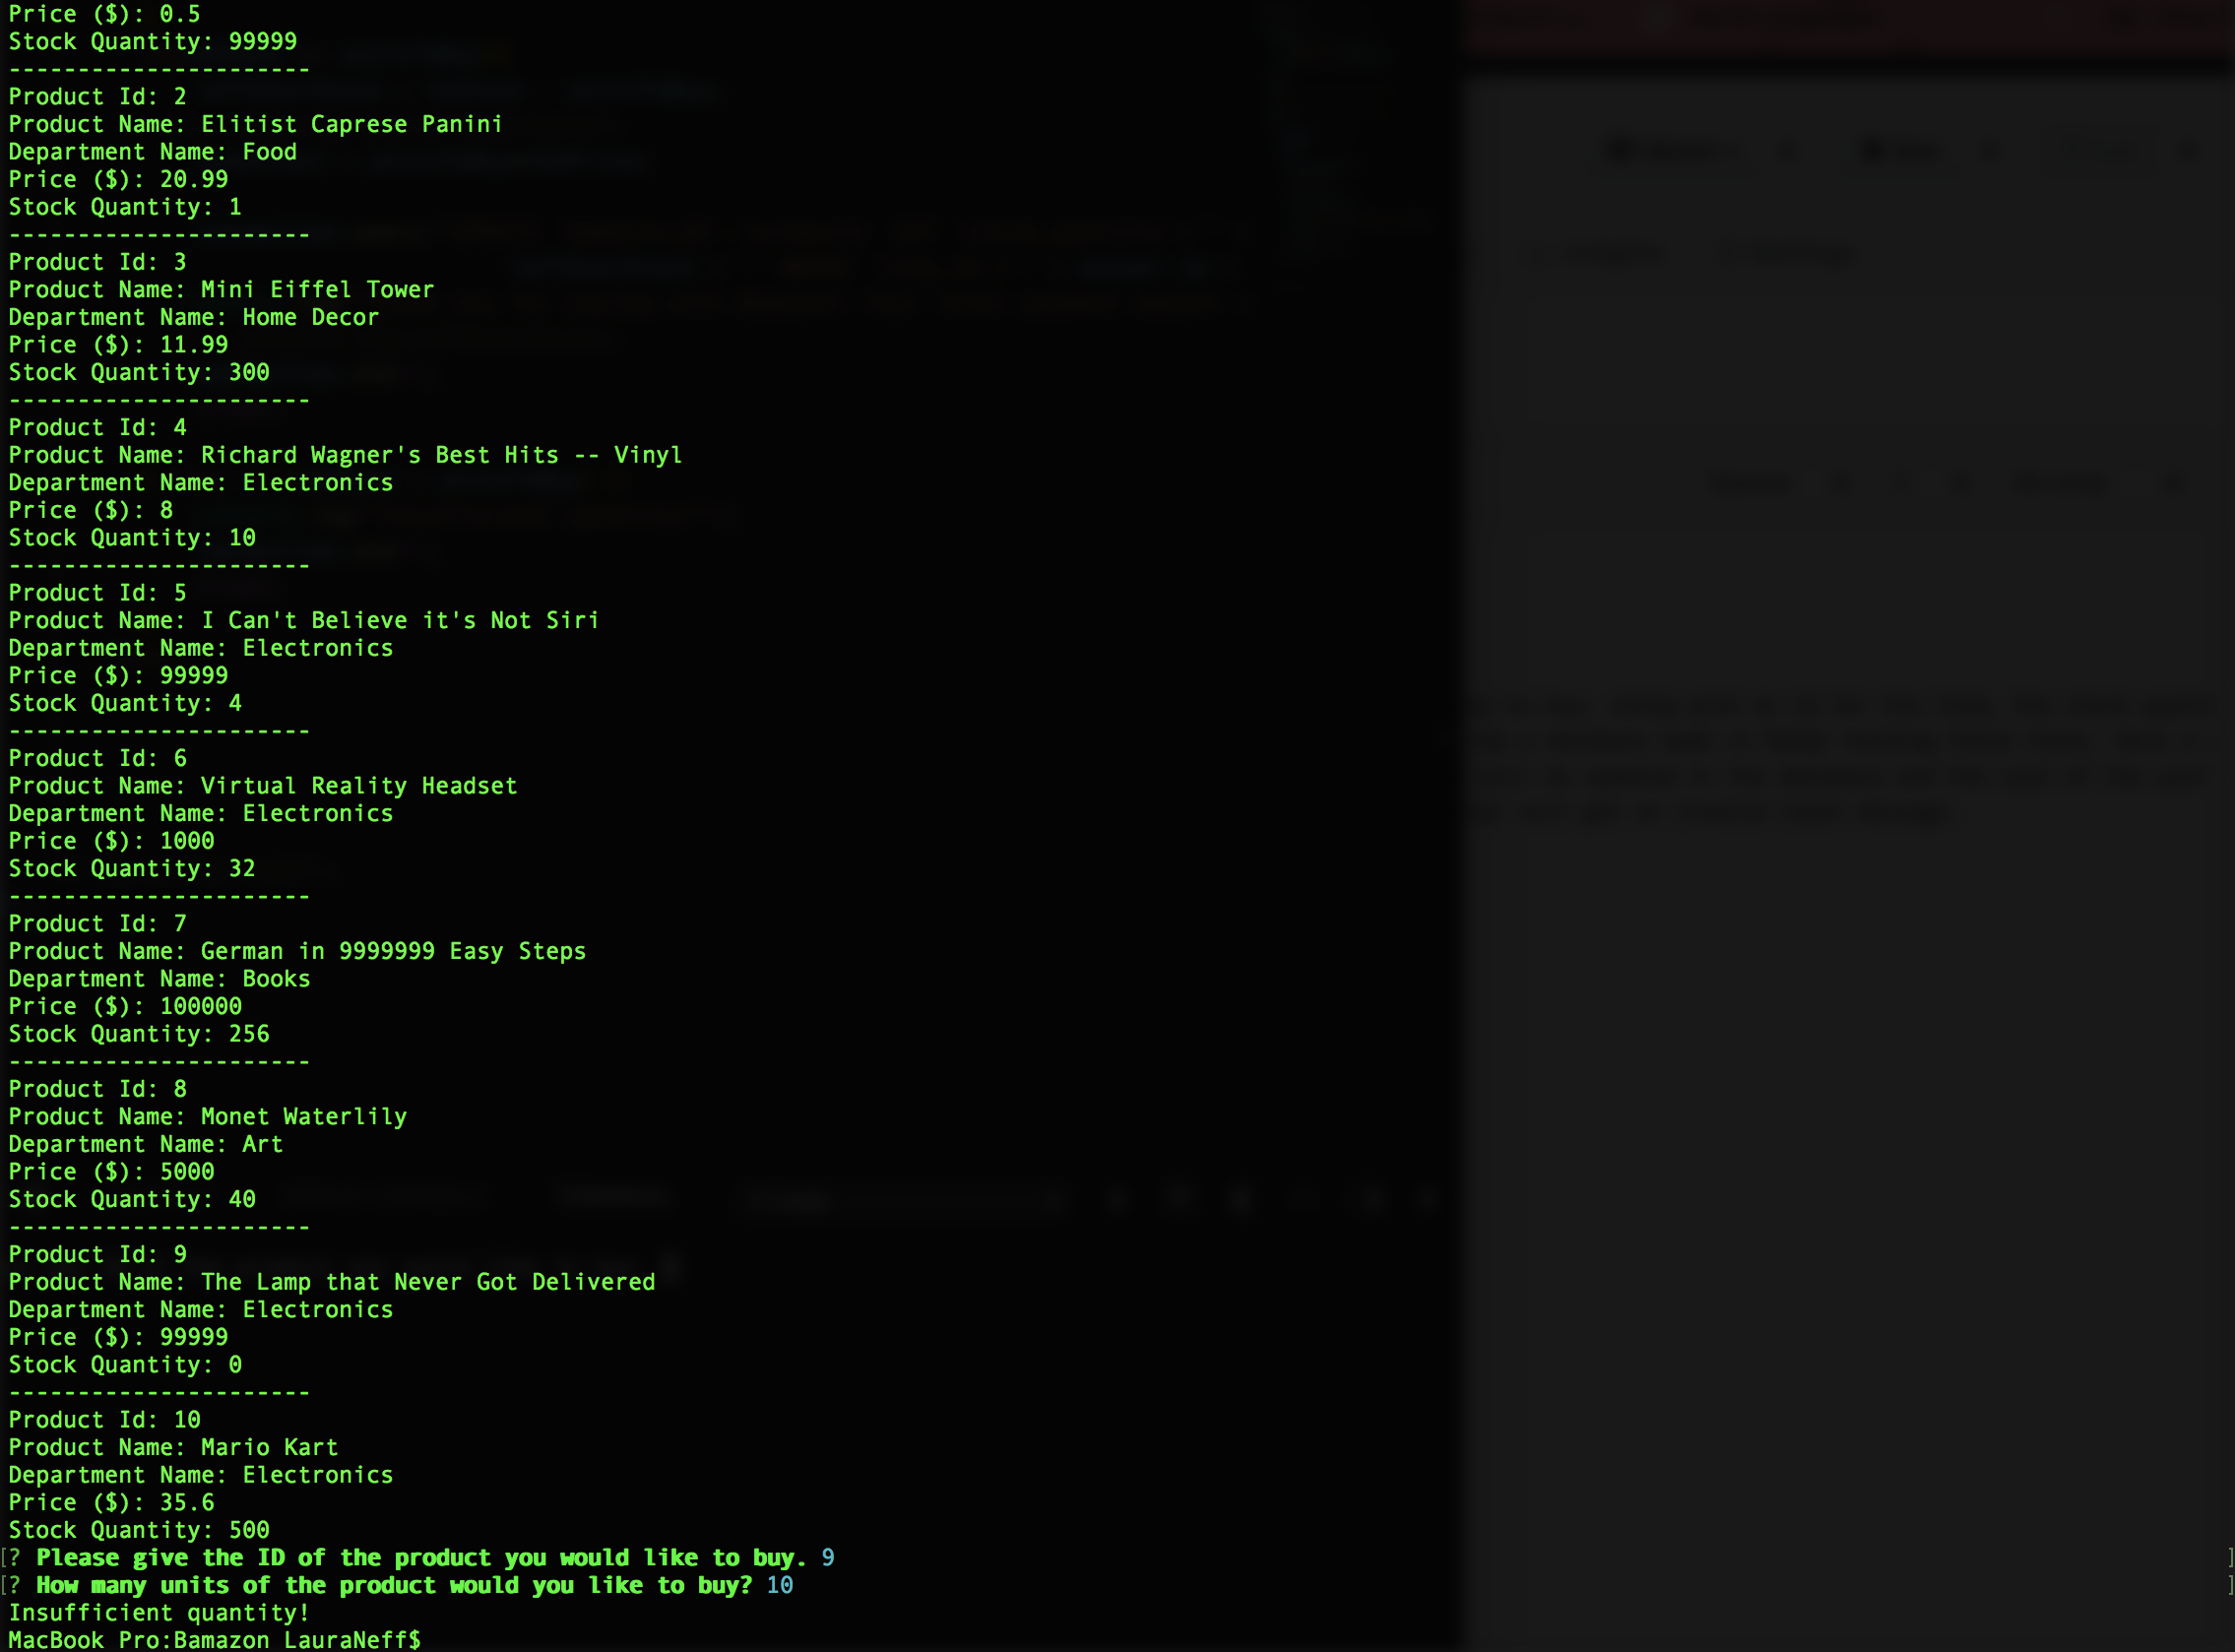 Price ($): 0.5
Stock Quantity: 99999
----------------------
Product Id: 2
Product Name: Elitist Caprese Panini
Department Name: Food
Price ($): 20.99
Stock Quantity: 1
----------------------
Product Id: 3
Product Name: Mini Eiffel Tower
Department Name: Home Decor
Price ($): 11.99
Stock Quantity: 300
----------------------
Product Id: 4
Product Name: Richard Wagner's Best Hits -- Vinyl
Department Name: Electronics
Price ($): 8
Stock Quantity: 10
----------------------
Product Id: 5
Product Name: I Can't Believe it's Not Siri
Department Name: Electronics
Price ($): 99999
Stock Quantity: 4
----------------------
Product Id: 6
Product Name: Virtual Reality Headset
Department Name: Electronics
Price ($): 1000
Stock Quantity: 32
----------------------
Product Id: 7
Product Name: German in 9999999 Easy Steps
Department Name: Books
Price ($): 100000
Stock Quantity: 256
----------------------
Product Id: 8
Product Name: Monet Waterlily
Department Name: Art
Price ($): 5000
Stock Quantity: 40
----------------------
Product Id: 9
Product Name: The Lamp that Never Got Delivered
Department Name: Electronics
Price ($): 99999
Stock Quantity: 0
----------------------
Product Id: 10
Product Name: Mario Kart
Department Name: Electronics
Price ($): 35.6
Stock Quantity: 500
[? Please give the ID of the product you would like to buy. 9 ]
[? How many units of the product would you like to buy? 10 ]
Insufficient quantity!
MacBook Pro:Bamazon LauraNeff$